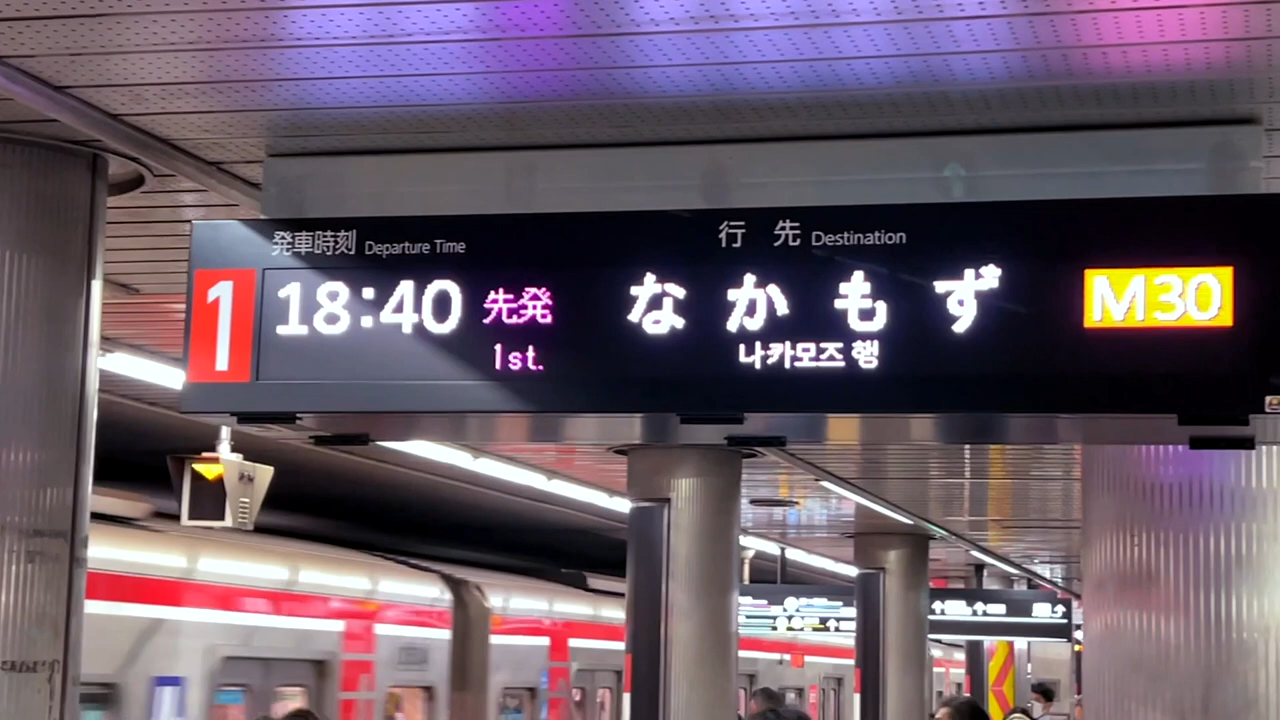 発車時刻 Departure Time 行先 Destination
1 18:40 先発 なかもず M30
1st. 나카모즈 행